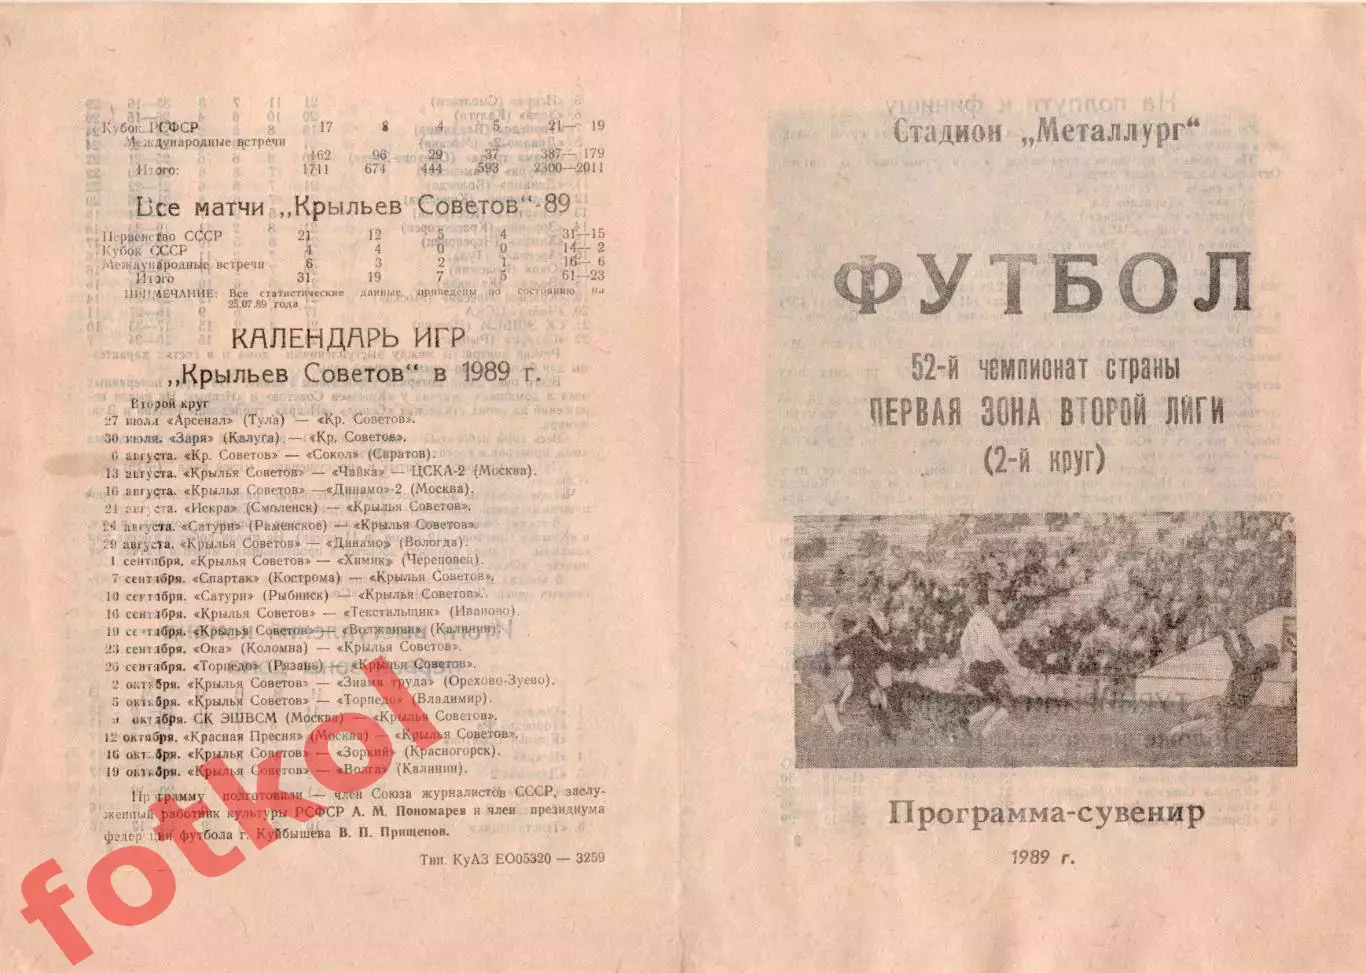 Кубок РСФСР 17 8 4 5 21—19
Международные встречи
162 96 29 37 387—179
Итого: 1711 674 444 593 2300—2011
Все матчи „Крыльев Советов“-89
Первенство СССР 21 12 5 4 31—15
Кубок СССР 4 4 0 0 14—2
Международные встречи 6 3 2 1 16—6
Итого 31 19 7 5 61—23
ПРИМЕЧАНИЕ: Все статистические данные приведены по состоянию на
25.07.89 года.
КАЛЕНДАРЬ ИГР
„Крыльев Советов“ в 1989 г.
Второй круг
27 июля «Арсенал» (Тула) — «Кр. Советов».
30 июля. «Заря» (Калуга) — «Кр. Советов».
6 августа. «Кр. Советов» — «Сокол» (Саратов).
13 августа. «Крылья Советов» — «Чайка» — ЦСКА-2 (Москва).
16 августа. «Крылья Советов» —«Динамо»-2 (Москва).
21 августа. «Искра» (Смоленск) — «Крылья Советов».
24 августа. «Сатурн» (Раменское) — «Крылья Советов».
29 августа. «Крылья Советов» — «Динамо» (Вологда).
1 сентября. «Крылья Советов» — «Химик» (Череповец).
7 сентября. «Спартак» (Кострома) — «Крылья Советов».
10 сентября. «Сатурн» (Рыбинск) — «Крылья Советов».
16 сентября. «Крылья Советов» — «Текстильщик» (Иваново).
19 сентября. «Крылья Советов» — «Волжанин» (Калинин).
23 сентября. «Ока» (Коломна) — «Крылья Советов».
26 сентября. «Торпедо» (Рязань) — «Крылья Советов».
2 октября. «Крылья Советов» — «Знамя труда» (Орехово-Зуево).
5 октября. «Крылья Советов» — «Торпедо» (Владимир).
9 октября. СК ЭШВСМ (Москва) — «Крылья Советов».
12 октября. «Красная Пресня» (Москва) — «Крылья Советов».
16 октября. «Крылья Советов» — «Зоркий» (Красногорск).
19 октября. «Крылья Советов» — «Волга» (Калинин).
Программу подготовили — член Союза журналистов СССР, заслу-
женный работник культуры РСФСР А. М. Пономарев и член президиума
федерации футбола г. Куйбышева В. П. Прищепов.
Тип. КуАЗ ЕО05320 — 3259
Стадион „Металлург“
ФУТБОЛ
52-й чемпионат страны
ПЕРВАЯ ЗОНА ВТОРОЙ ЛИГИ
(2-й круг)
Программа-сувенир
1989 г.
fotkol